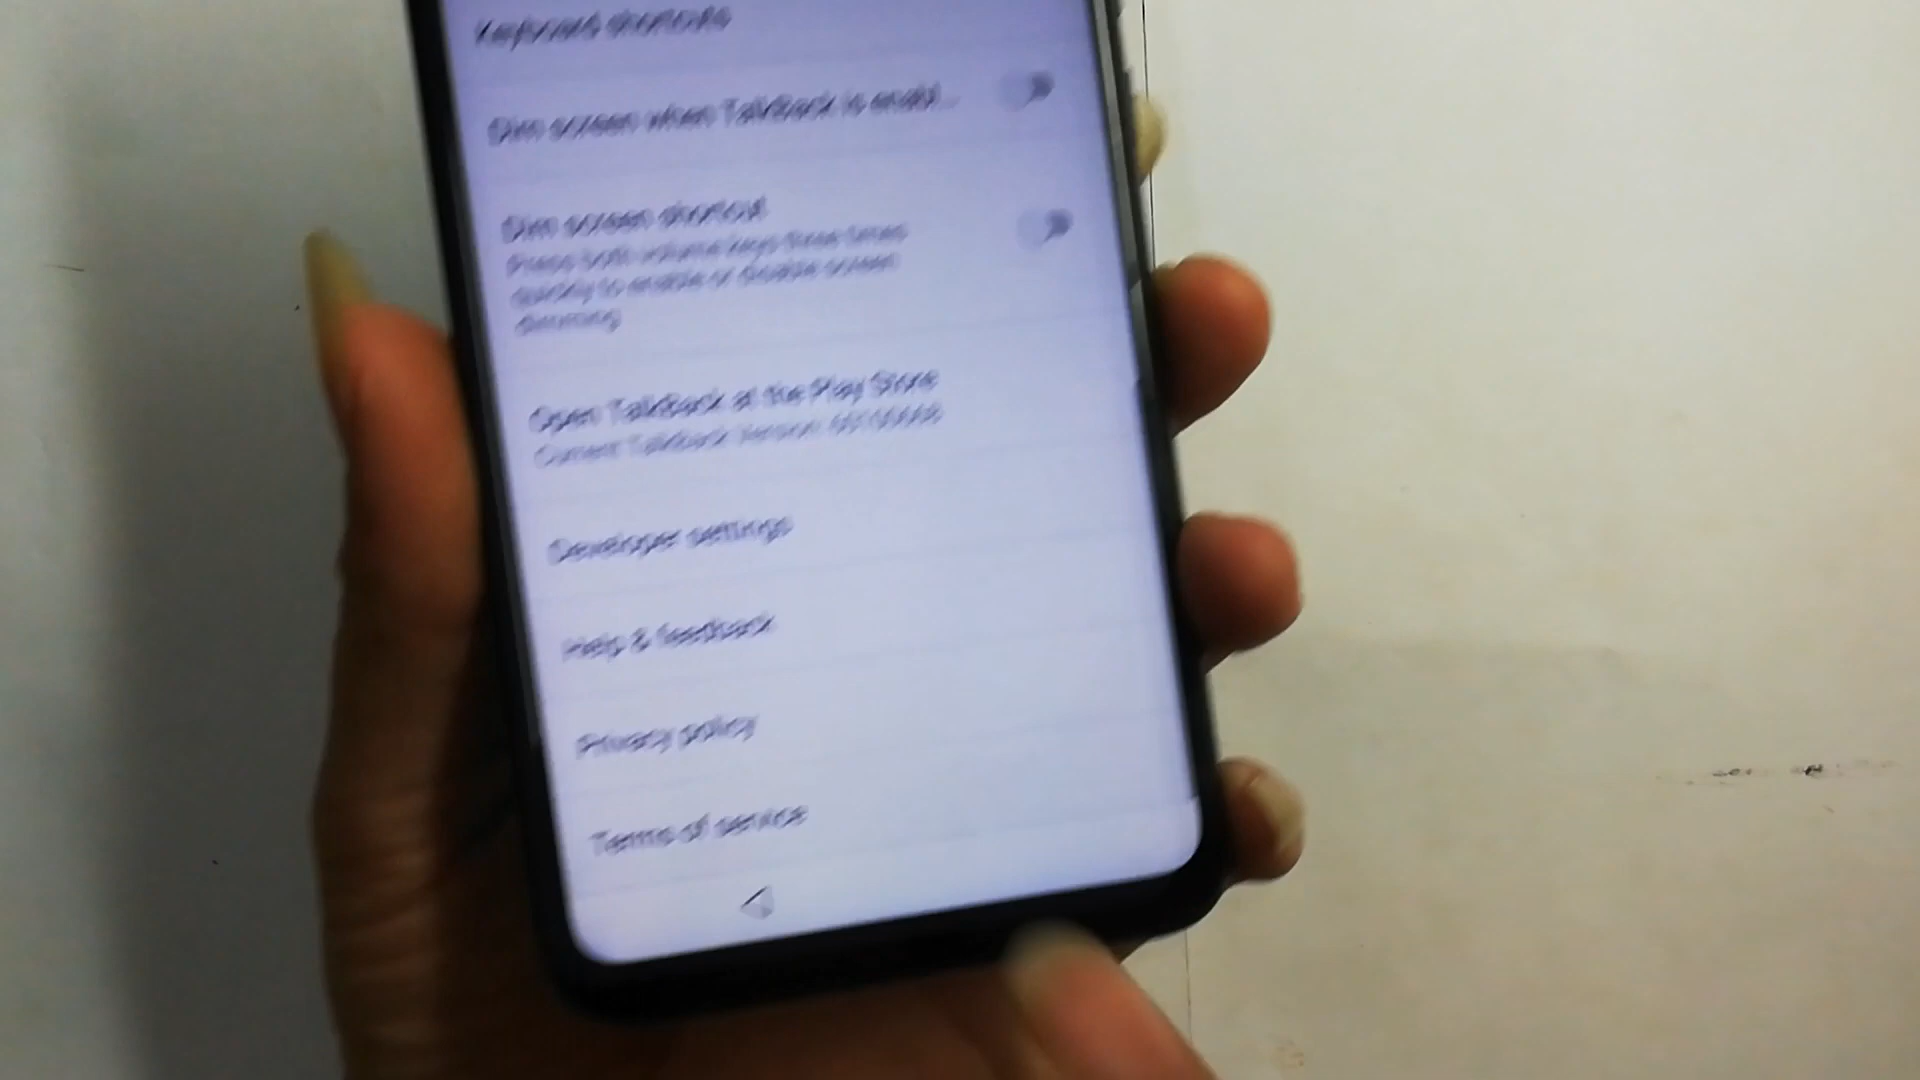 Keyboard shortcuts
Dim screen when TalkBack is enabl...
Dim screen shortcut
Press both volume keys three times
quickly to enable or disable screen
dimming
Open TalkBack at the Play Store
Current TalkBack Version
Developer settings
Help & feedback
Privacy policy
Terms of service